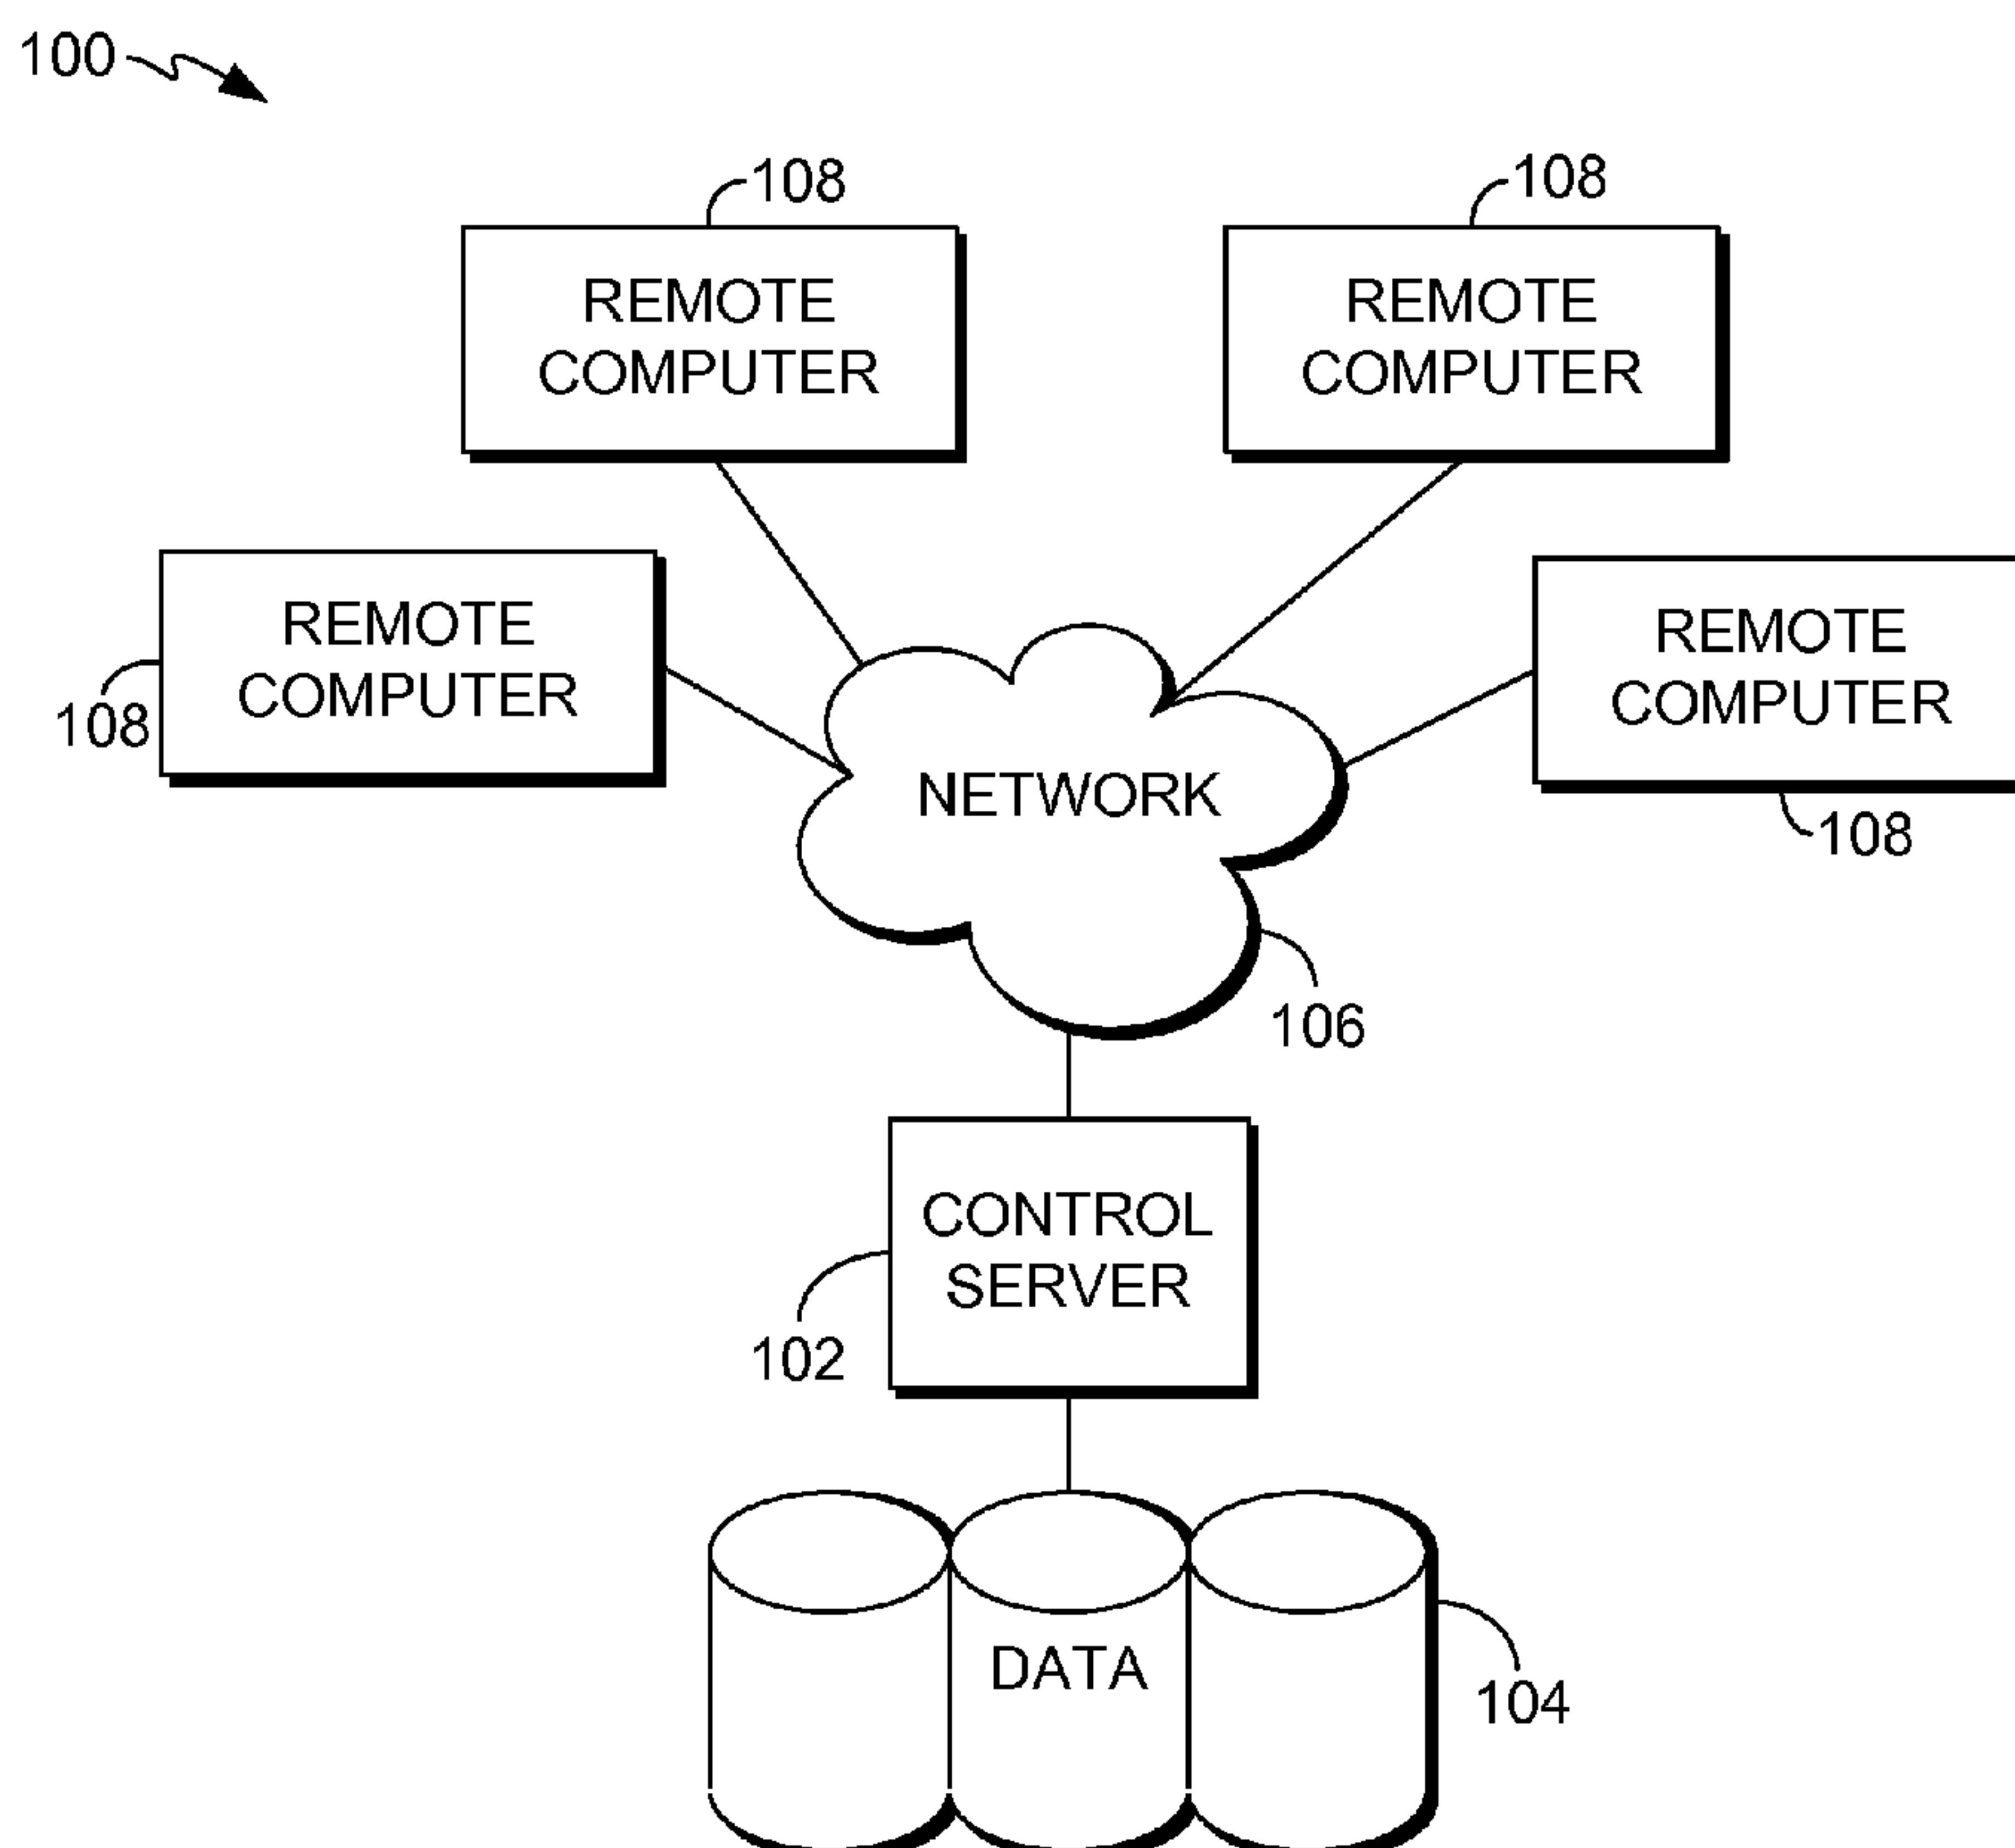 100
108
108
REMOTE
COMPUTER
REMOTE
COMPUTER
REMOTE
COMPUTER
108
REMOTE
COMPUTER
108
NETWORK
106
CONTROL
SERVER
102
DATA
104